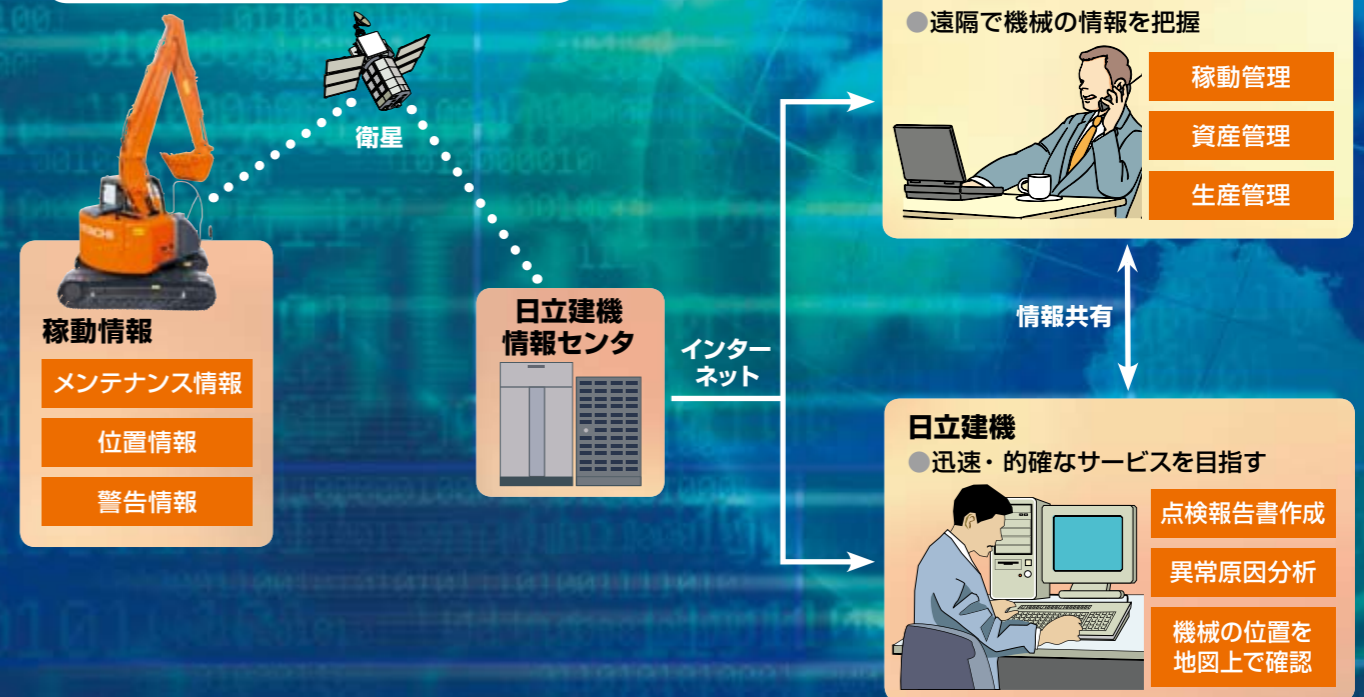 ●遠隔で機械の情報を把握
稼動管理
資産管理
生産管理
衛星
稼動情報
メンテナンス情報
位置情報
警告情報
日立建機
情報センタ
インター
ネット
情報共有
日立建機
●迅速・的確なサービスを目指す
点検報告書作成
異常原因分析
機械の位置を
地図上で確認